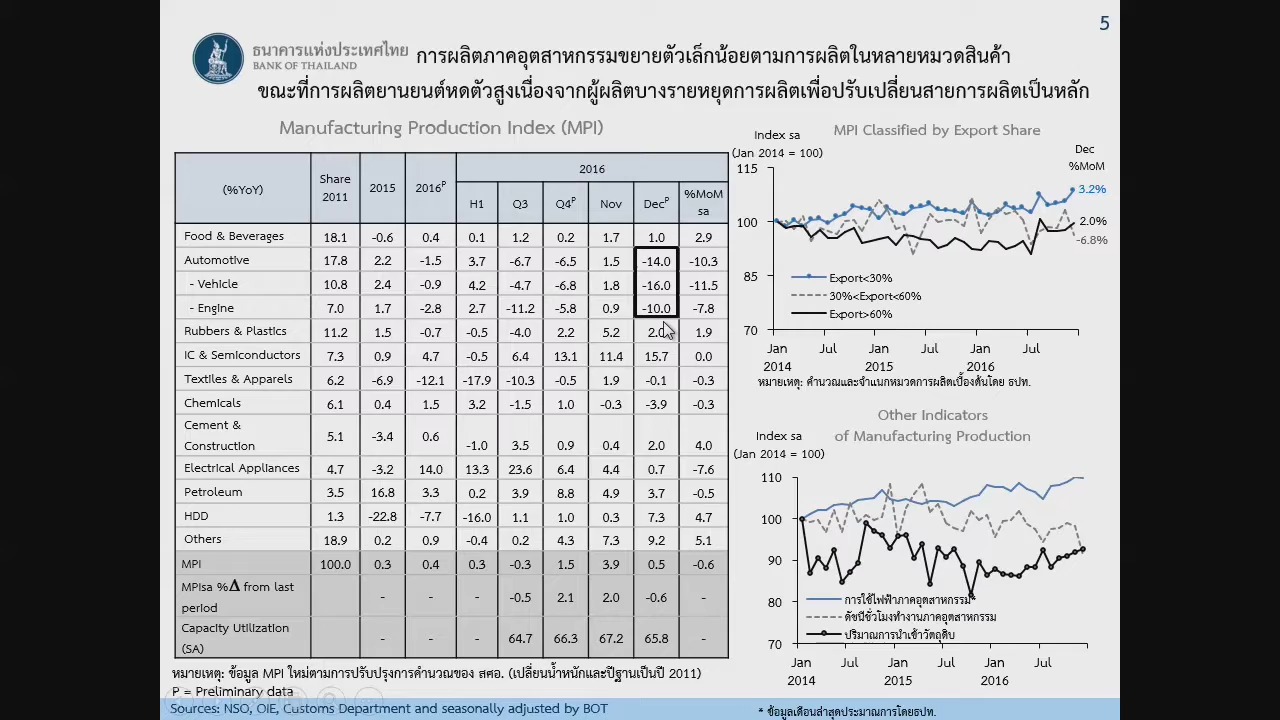 5
ธนาคารแห่งประเทศไทย
BANK OF THAILAND
การผลิตภาคอุตสาหกรรมขยายตัวเล็กน้อยตามการผลิตในหลายหมวดสินค้า
ขณะที่การผลิตยานยนต์หดตัวสูงเนื่องจากผู้ผลิตบางรายหยุดการผลิตเพื่อปรับเปลี่ยนสายการผลิตเป็นหลัก
Manufacturing Production Index (MPI)
(%YoY) Share 2011 2015 2016ᴾ 2016
H1 Q3 Q4ᴾ Nov Decᴾ %MoM sa
Food & Beverages 18.1 -0.6 0.4 0.1 1.2 0.2 1.7 1.0 2.9
Automotive 17.8 2.2 -1.5 3.7 -6.7 -6.5 1.5 -14.0 -10.3
- Vehicle 10.8 2.4 -0.9 4.2 -4.7 -6.8 1.8 -16.0 -11.5
- Engine 7.0 1.7 -2.8 2.7 -11.2 -5.8 0.9 -10.0 -7.8
Rubbers & Plastics 11.2 1.5 -0.7 -0.5 -4.0 2.2 5.2 2.0 1.9
IC & Semiconductors 7.3 0.9 4.7 -0.5 6.4 13.1 11.4 15.7 0.0
Textiles & Apparels 6.2 -6.9 -12.1 -17.9 -10.3 -0.5 1.9 -0.1 -0.3
Chemicals 6.1 0.4 1.5 3.2 -1.5 1.0 -0.3 -3.9 -0.3
Cement &
Construction 5.1 -3.4 0.6 -1.0 3.5 0.9 0.4 2.0 4.0
Electrical Appliances 4.7 -3.2 14.0 13.3 23.6 6.4 4.4 0.7 -7.6
Petroleum 3.5 16.8 3.3 0.2 3.9 8.8 4.9 3.7 -0.5
HDD 1.3 -22.8 -7.7 -16.0 1.1 1.0 0.3 7.3 4.7
Others 18.9 0.2 0.9 -0.4 0.2 4.3 7.3 9.2 5.1
MPI 100.0 0.3 0.4 0.3 -0.3 1.5 3.9 0.5 -0.6
MPIsa %Δ from last
period - - - -0.5 2.1 2.0 -0.6 -
Capacity Utilization
(SA) - - - 64.7 66.3 67.2 65.8 -
หมายเหตุ: ข้อมูล MPI ใหม่ตามการปรับปรุงการคำนวณของ สศอ. (เปลี่ยนน้ำหนักและปีฐานเป็นปี 2011)
P = Preliminary data
Sources: NSO, OIE, Customs Department and seasonally adjusted by BOT
MPI Classified by Export Share
Index sa
(Jan 2014 = 100)
Dec
%MoM
115
100
85
70
3.2%
2.0%
-6.8%
Export<30%
30%<Export<60%
Export>60%
Jan Jul Jan Jul Jan Jul
2014 2015 2016
หมายเหตุ: คำนวณและจำแนกหมวดการผลิตเบื้องต้นโดย ธปท.
Other Indicators
of Manufacturing Production
Index sa
(Jan 2014 = 100)
110
100
90
80
70
การใช้ไฟฟ้าภาคอุตสาหกรรม*
ดัชนีชั่วโมงทำงานภาคอุตสาหกรรม
ปริมาณการนำเข้าวัตถุดิบ
Jan Jul Jan Jul Jan Jul
2014 2015 2016
* ข้อมูลเดือนล่าสุดประมาณการโดยธปท.